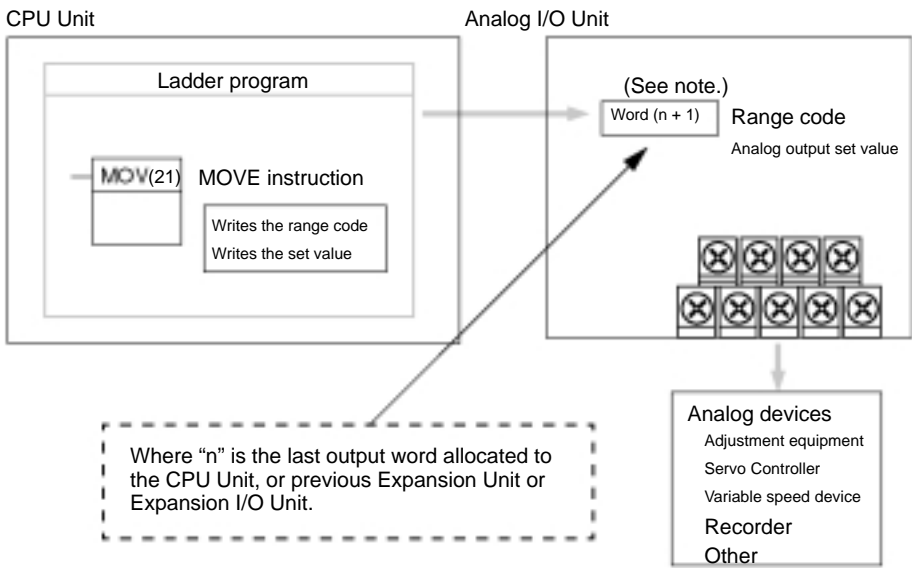 CPU Unit
Analog I/O Unit
Ladder program
MOV(21)
MOVE instruction
Writes the range code
Writes the set value
(See note.)
Word (n + 1)
Range code
Analog output set value
Where “n” is the last output word allocated to
the CPU Unit, or previous Expansion Unit or
Expansion I/O Unit.
Analog devices
Adjustment equipment
Servo Controller
Variable speed device
Recorder
Other